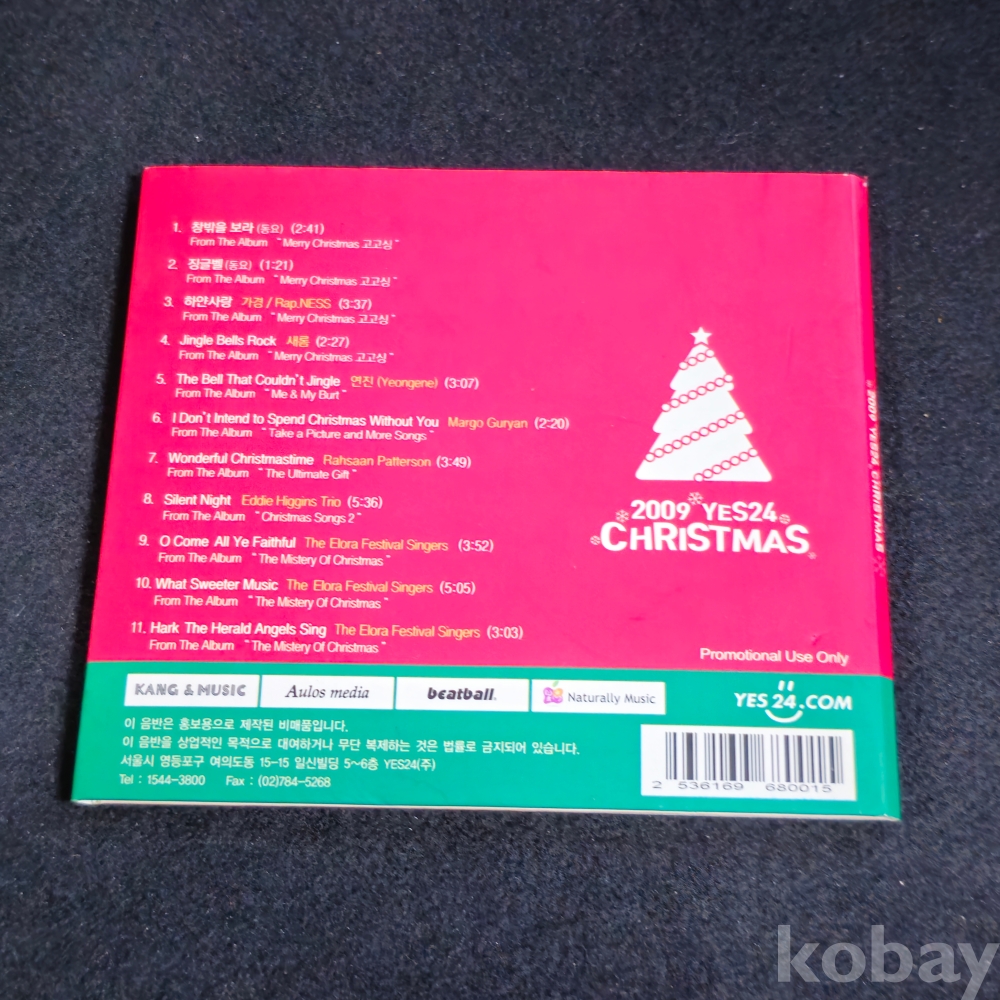 1. 창밖을 보라 (동요) (2:41)
From The Album "Merry Christmas 고고싱"
2. 징글벨 (동요) (1:21)
From The Album "Merry Christmas 고고싱"
3. 하얀사랑 가경 / Rap.NESS (3:37)
From The Album "Merry Christmas 고고싱"
4. Jingle Bells Rock 새롬 (2:27)
From The Album "Merry Christmas 고고싱"
5. The Bell That Couldn't Jingle 연진 (Yeongene) (3:07)
From The Album "Me & My Burt"
6. I Don't Intend to Spend Christmas Without You Margo Guryan (2:20)
From The Album "Take a Picture and More Songs"
7. Wonderful Christmastime Rahsaan Patterson (3:49)
From The Album "The Ultimate Gift"
8. Silent Night Eddie Higgins Trio (5:36)
From The Album "Christmas Songs 2"
9. O Come All Ye Faithful The Elora Festival Singers (3:52)
From The Album "The Mistery Of Christmas"
10. What Sweeter Music The Elora Festival Singers (5:05)
From The Album "The Mistery Of Christmas"
11. Hark The Herald Angels Sing The Elora Festival Singers (3:03)
From The Album "The Mistery Of Christmas"
2009 YES24
CHRISTMAS
Promotional Use Only
2009 YES24 CHRISTMAS
KANG & MUSIC Aulos media beatball Naturally Music YES24.COM
이 음반은 홍보용으로 제작된 비매품입니다.
이 음반을 상업적인 목적으로 대여하거나 무단 복제하는 것은 법률로 금지되어 있습니다.
서울시 영등포구 여의도동 15-15 일신빌딩 5~6층 YES24(주)
Tel : 1544-3800 Fax : (02)784-5268
2 536169 680015
kobay